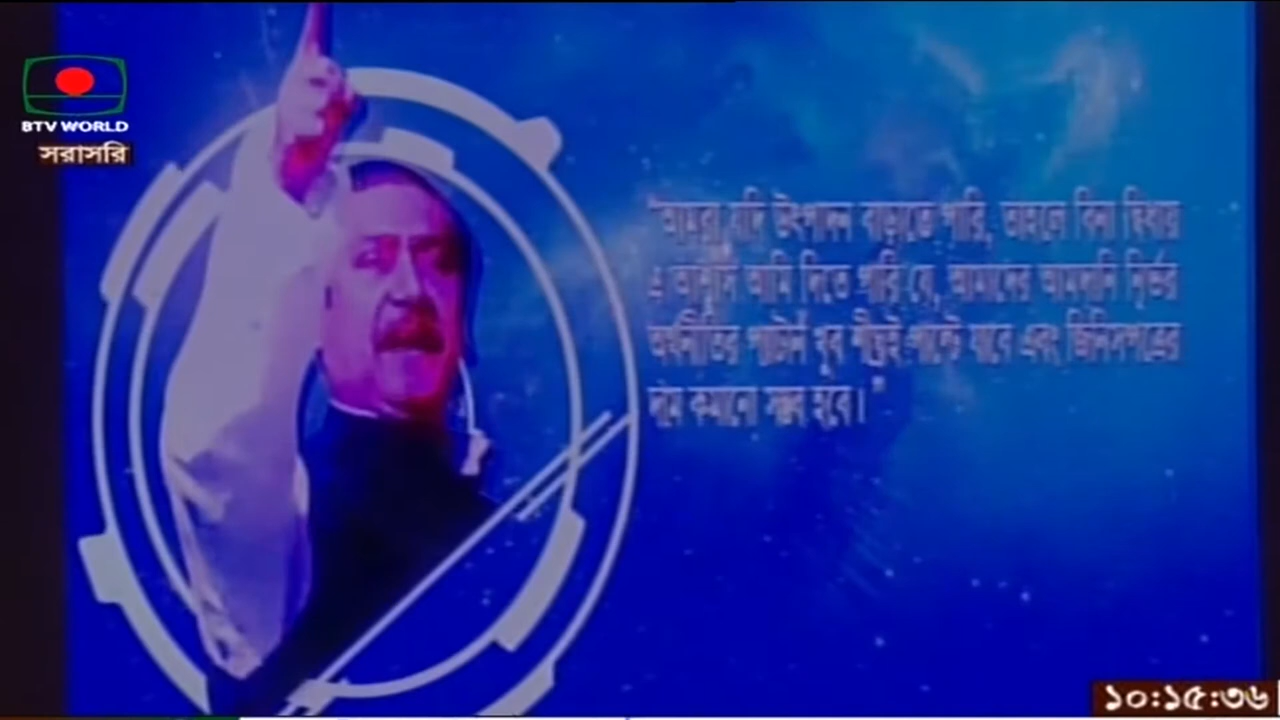 BTV WORLD
সরাসরি
"আমরা যদি উৎপাদন বাড়াতে পারি, তাহলে বিনা দ্বিধায়
এ আশ্বাস আমি দিতে পারি যে, আমাদের আমদানি নির্ভর
অর্থনীতির প্যাটার্ন খুব শীঘ্রই পাল্টে যাবে এবং জিনিসপত্রের
দাম কমানো সম্ভব হবে।"
১০:১৫:৩৬